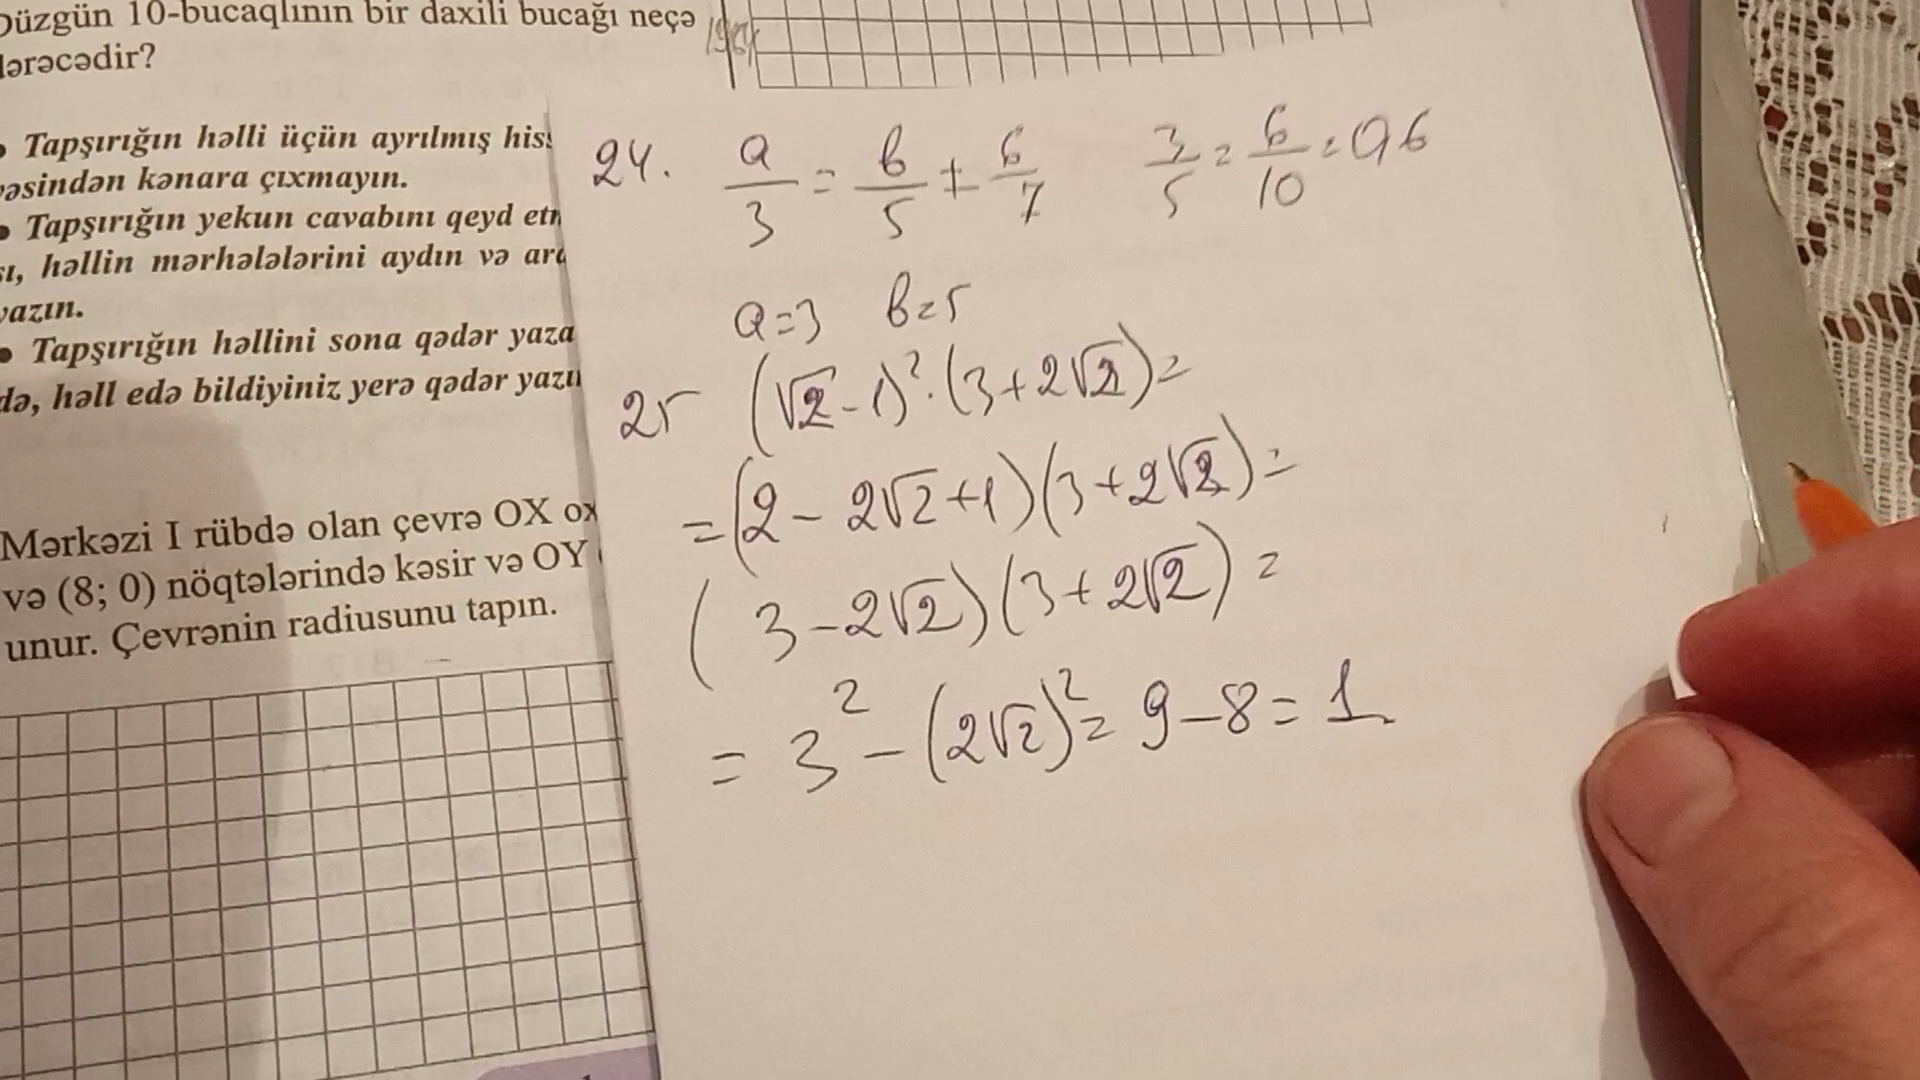 Düzgün 10-bucaqlının bir daxili bucağı neçə
dərəcədir?
Tapşırığın həlli üçün ayrılmış his
əsindən kənara çıxmayın.
Tapşırığın yekun cavabını qeyd et
həllin mərhələlərini aydın və
yazın.
Tapşırığın həllini sona qədər yaza
də, həll edə bildiyiniz yerə qədər yazı
Mərkəzi I rübdə olan çevrə OX ox
və (8; 0) nöqtələrində kəsir və OY
unur. Çevrənin radiusunu tapın.
24. a/3 = b/5 ≠ 6/7 3/5 = 6/10 = 0,6
a=3 b=5
25 (√2-1)²·(3+2√2)=
=(2-2√2+1)(3+2√2)=
(3-2√2)(3+2√2)=
=3²-(2√2)²=9-8=1